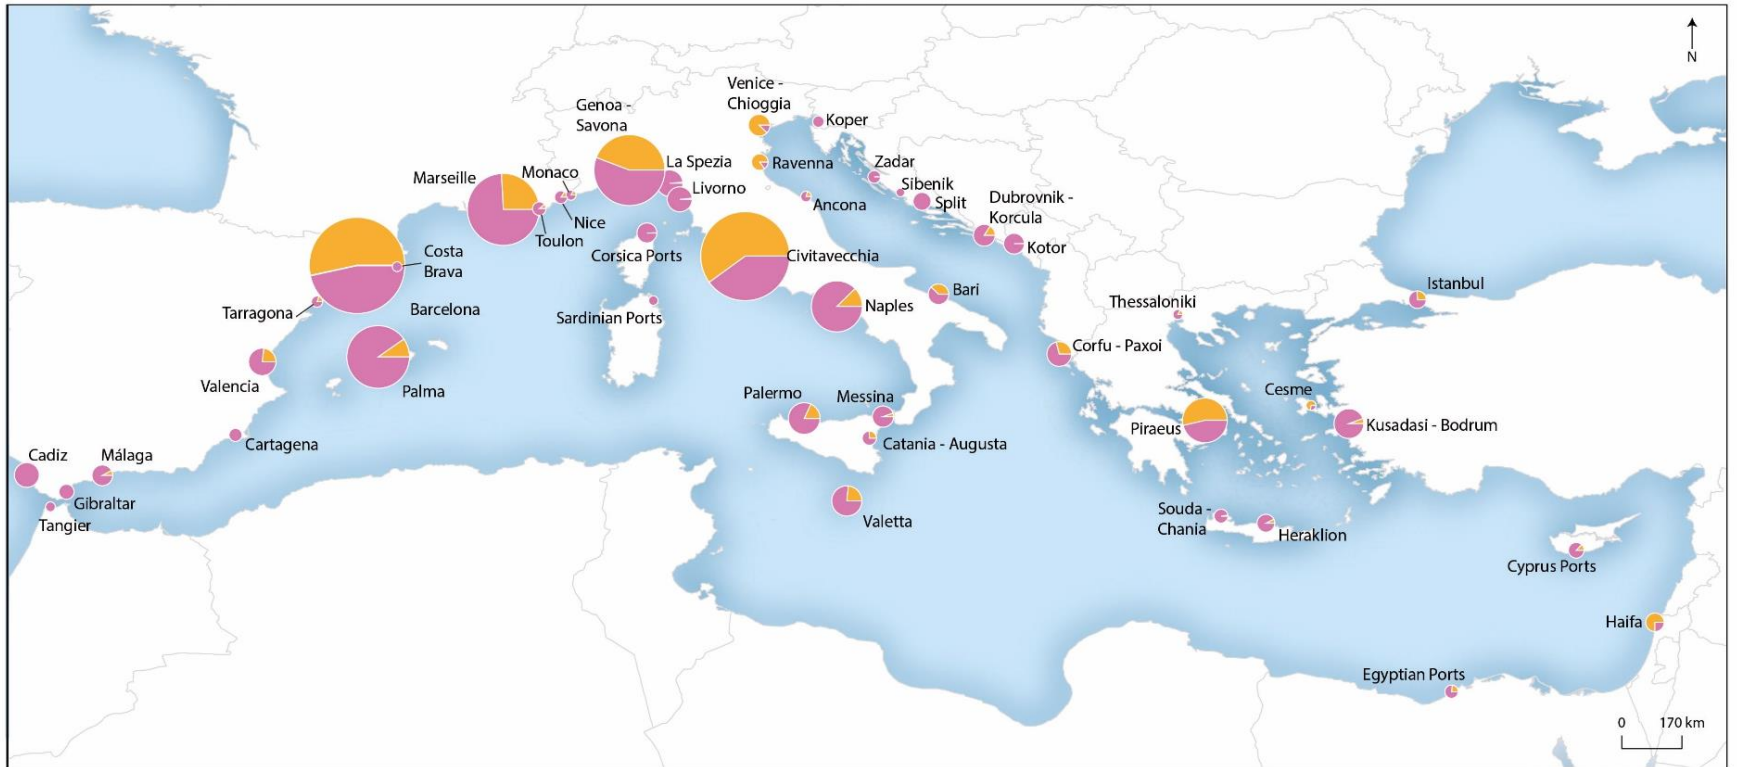 N
Venice -
Chioggia
Genoa -
Savona
Koper
La Spezia
Ravenna
Zadar
Monaco
Marseille
Livorno
Sibenik
Split
Dubrovnik -
Korcula
Ancona
Nice
Toulon
Kotor
Costa
Brava
Corsica Ports
Civitavecchia
Istanbul
Bari
Thessaloniki
Tarragona
Barcelona
Naples
Sardinian Ports
Corfu - Paxoi
Valencia
Palma
Palermo
Messina
Cesme
Piraeus
Kusadasi - Bodrum
Cartagena
Catania - Augusta
Cadiz
Málaga
Gibraltar
Tangier
Valetta
Souda -
Chania
Heraklion
Cyprus Ports
Haifa
Egyptian Ports
0 170 km